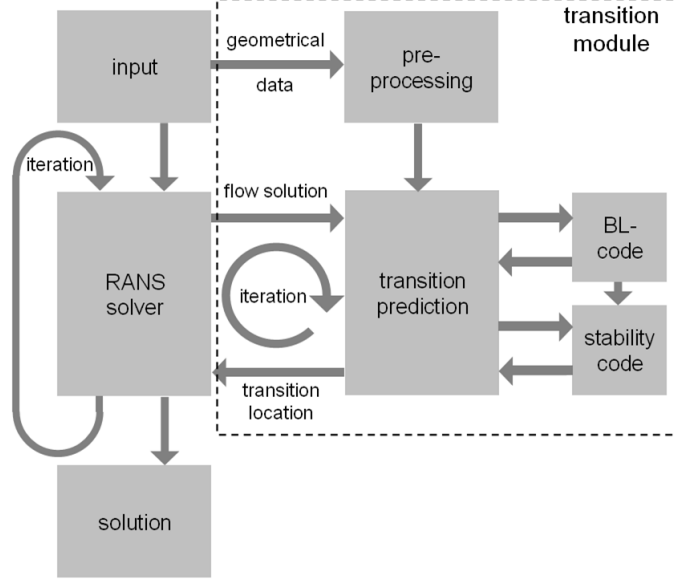 transition
module
input
geometrical
data
pre-
processing
iteration
flow solution
RANS
solver
iteration
transition
prediction
BL-
code
stability
code
transition
location
solution